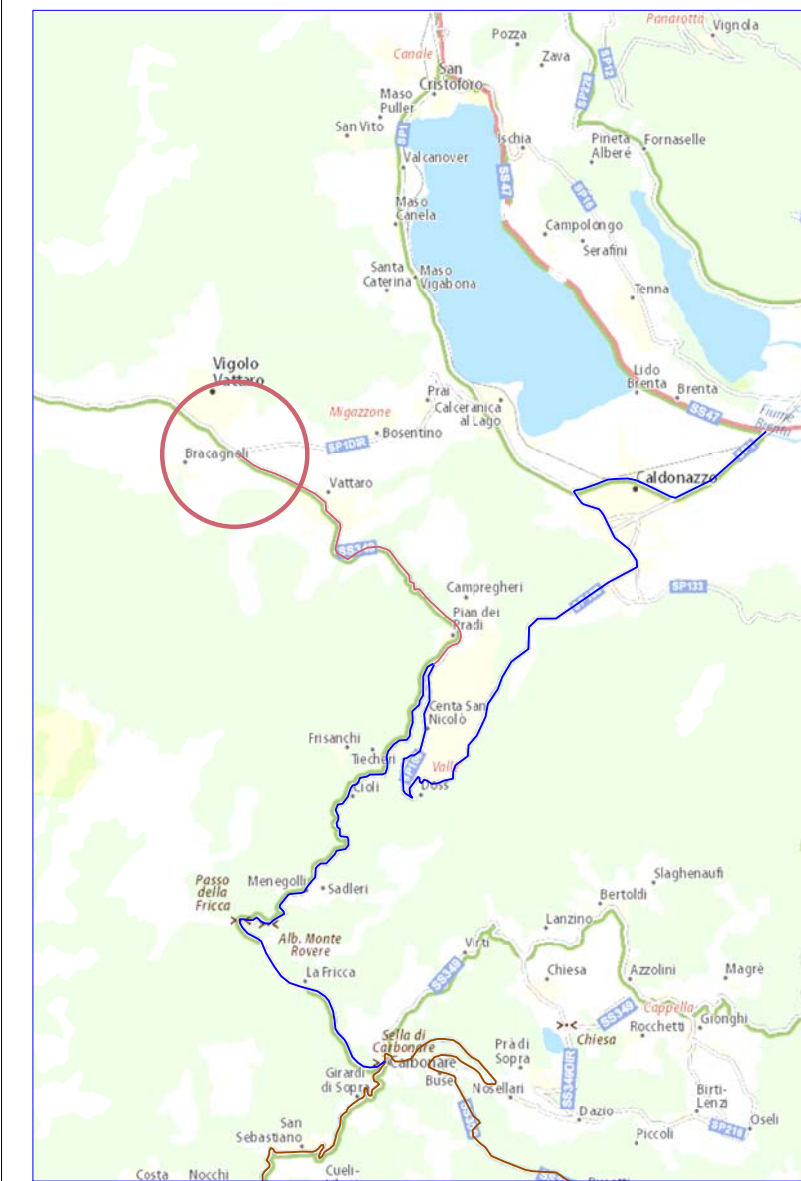 Panarotta
Vignola
Pozza
Canale
Zava
San
Cristoforo
SP12
Maso
Puller
SP228
San Vito
SP1
Ischia
Pineta
Alberé
Fornaselle
Valcanover
SS47
SP16
Maso
Canela
Campolongo
Serafini
Santa
Caterina
Maso
Vigabona
Tenna
Vigolo
Vattaro
Lido
Brenta
Brenta
Prai
Calceranica
al Lago
Migazzone
SS47
Fiume
Brenta
Bosentino
SP1DIR
Bracagnoli
Vattaro
Caldonazzo
SS349
Campregheri
SP133
Pian dei
Pradi
Centa San
Nicolò
Frisanchi
Tiecheri
Valle
Cioli
Doss
Slaghenaufi
Passo
della
Fricca
Menegolli
Sadleri
Bertoldi
Lanzino
Alb. Monte
Rovere
Virti
La Fricca
SS349
Chiesa
Azzolini
Magrè
Cappella
SS349
Gionghi
Rocchetti
Chiesa
Sella di
Carbonare
Carbonare
Prà di
Sopra
Girardi
di Sopra
Buse
Nosellari
SS349DIR
Birti-
Lenzi
Dazio
Oseli
San
Sebastiano
SP218
Piccoli
Costa
Nocchi
Cueli-